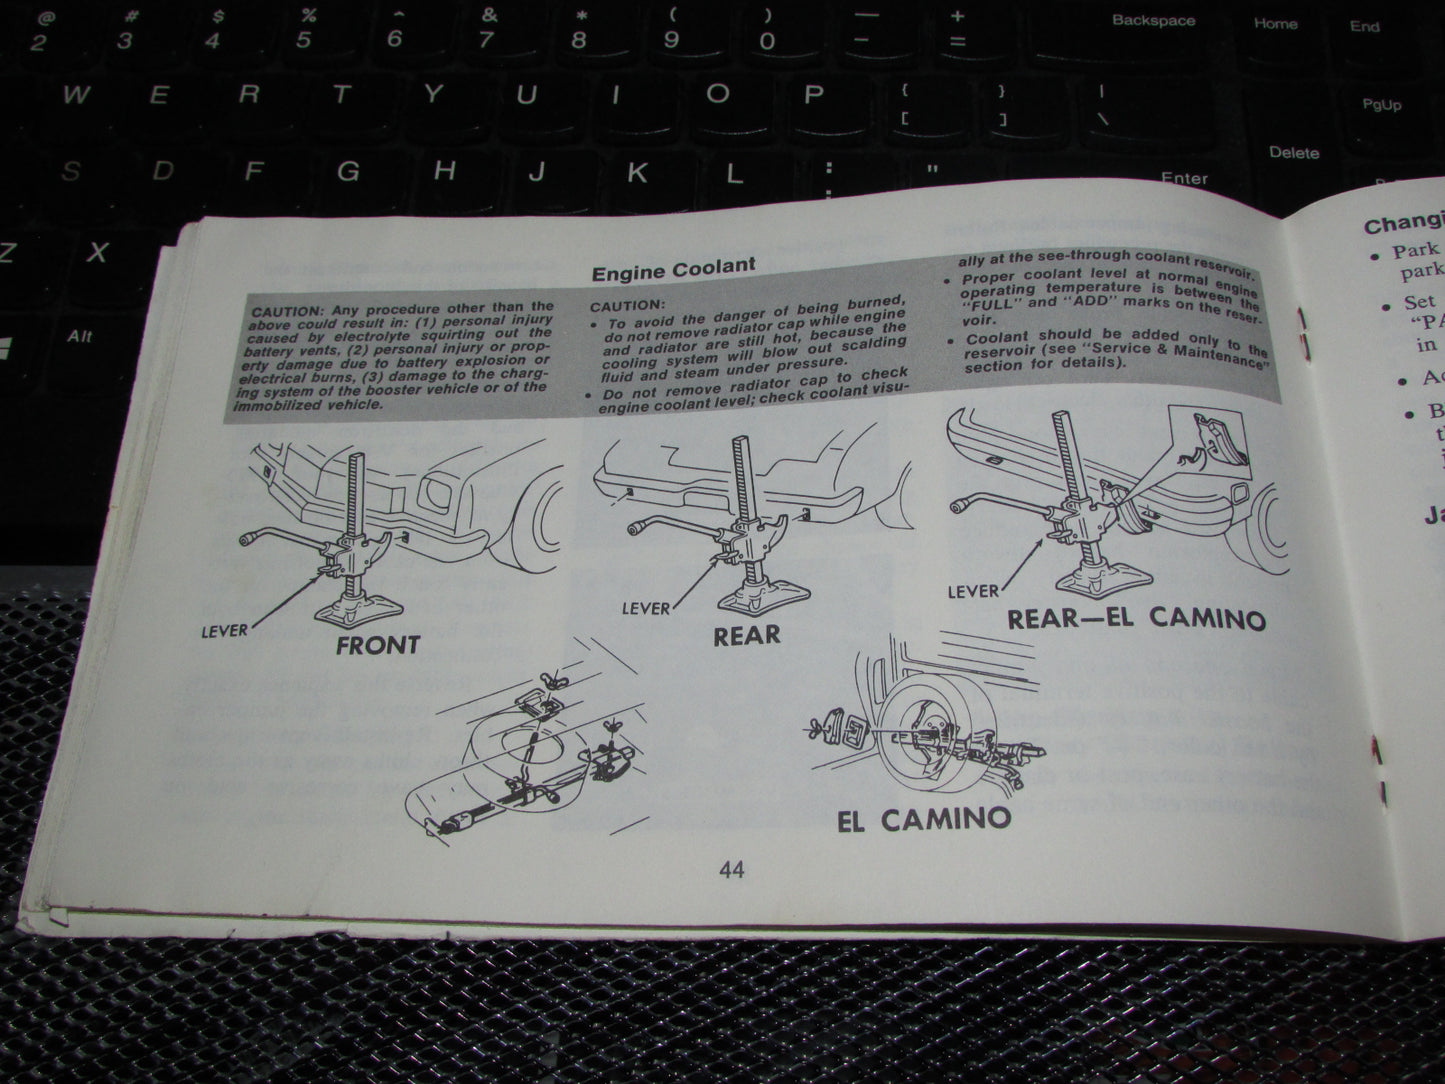 @ # $ % ^ & * ( ) — +
2 3 4 5 6 7 8 9 0 – = Backspace Home End
W E R T Y U I O P { [ } ] | \ PgUp
Delete
S D F G H J K L : " Enter
Z X
Alt
CAUTION: Any procedure other than the
above could result in: (1) personal injury
caused by electrolyte squirting out the
battery vents, (2) personal injury or prop-
erty damage due to battery explosion or
electrical burns, (3) damage to the charg-
ing system of the booster vehicle or of the
immobilized vehicle.
Engine Coolant
CAUTION:
• To avoid the danger of being burned,
do not remove radiator cap while engine
and radiator are still hot, because the
cooling system will blow out scalding
fluid and steam under pressure.
• Do not remove radiator cap to check
engine coolant level; check coolant visu-
ally at the see-through coolant reservoir.
• Proper coolant level at normal engine
operating temperature is between the
"FULL" and "ADD" marks on the reser-
voir.
• Coolant should be added only to the
reservoir (see "Service & Maintenance"
section for details).
LEVER
FRONT
LEVER
REAR
LEVER
REAR—EL CAMINO
EL CAMINO
44
Changi
• Park
park
• Set
"PA
in
• Ac
• B
Ja